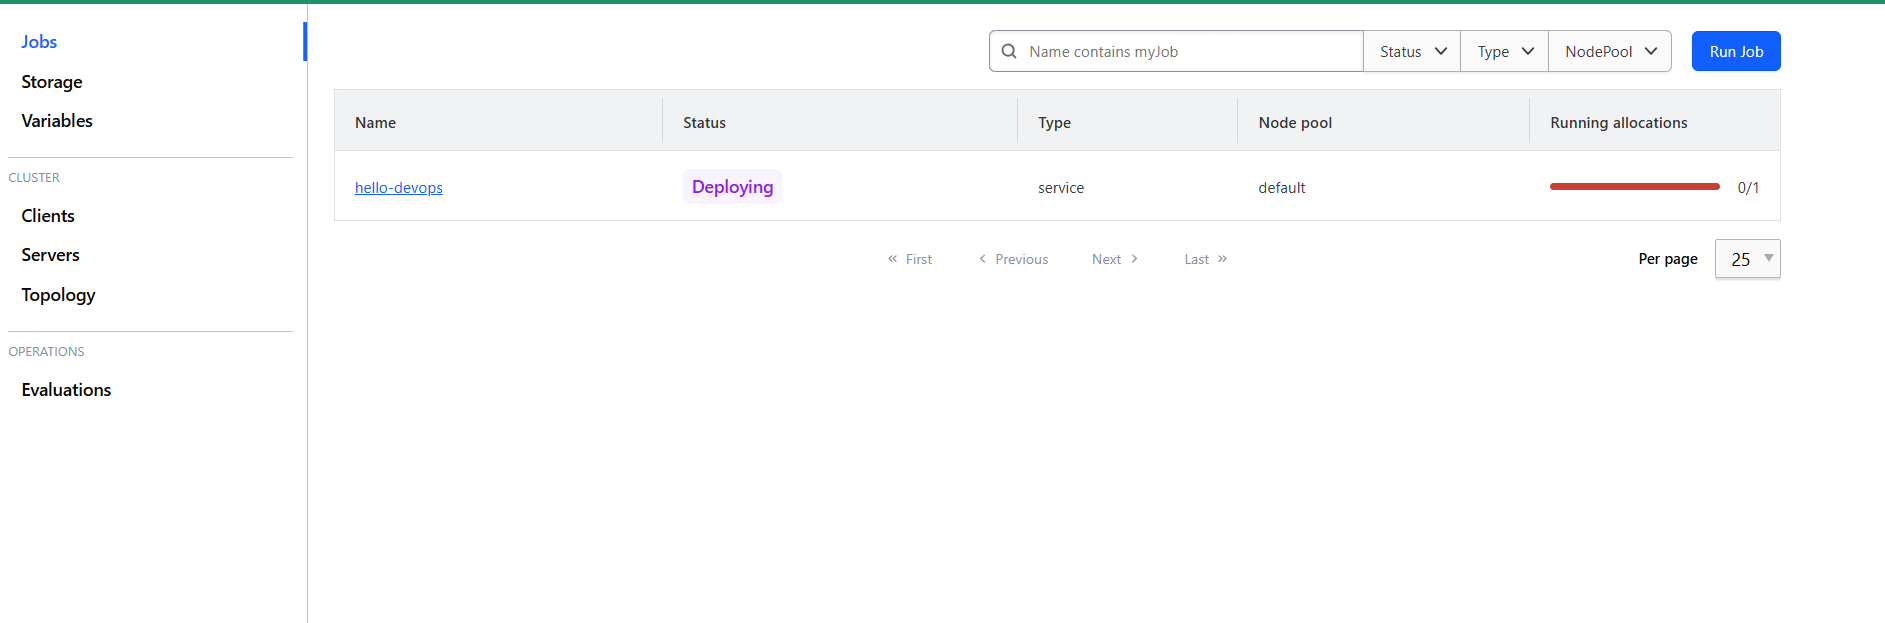 Jobs
Storage
Variables
CLUSTER
Clients
Servers
Topology
OPERATIONS
Evaluations
Name contains myJob
Status
Type
NodePool
Run Job
Name Status Type Node pool Running allocations
hello-devops Deploying service default 0/1
« First ‹ Previous Next › Last »
Per page 25